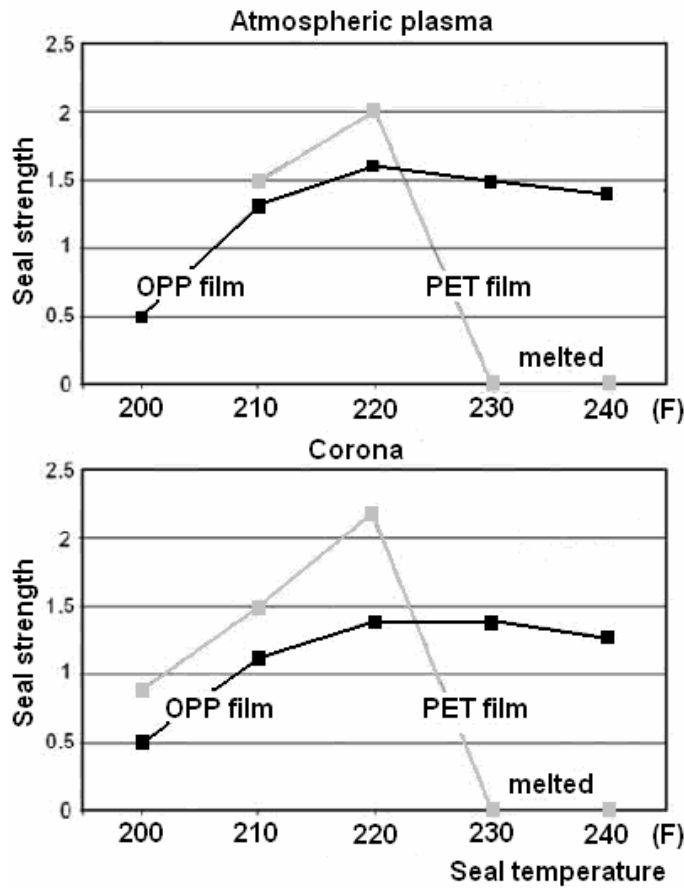 Atmospheric plasma
2.5
2
1.5
1
0.5
0
Seal strength
OPP film
PET film
melted
200 210 220 230 240 (F)
Corona
2.5
2
1.5
1
0.5
0
Seal strength
OPP film
PET film
melted
200 210 220 230 240 (F)
Seal temperature